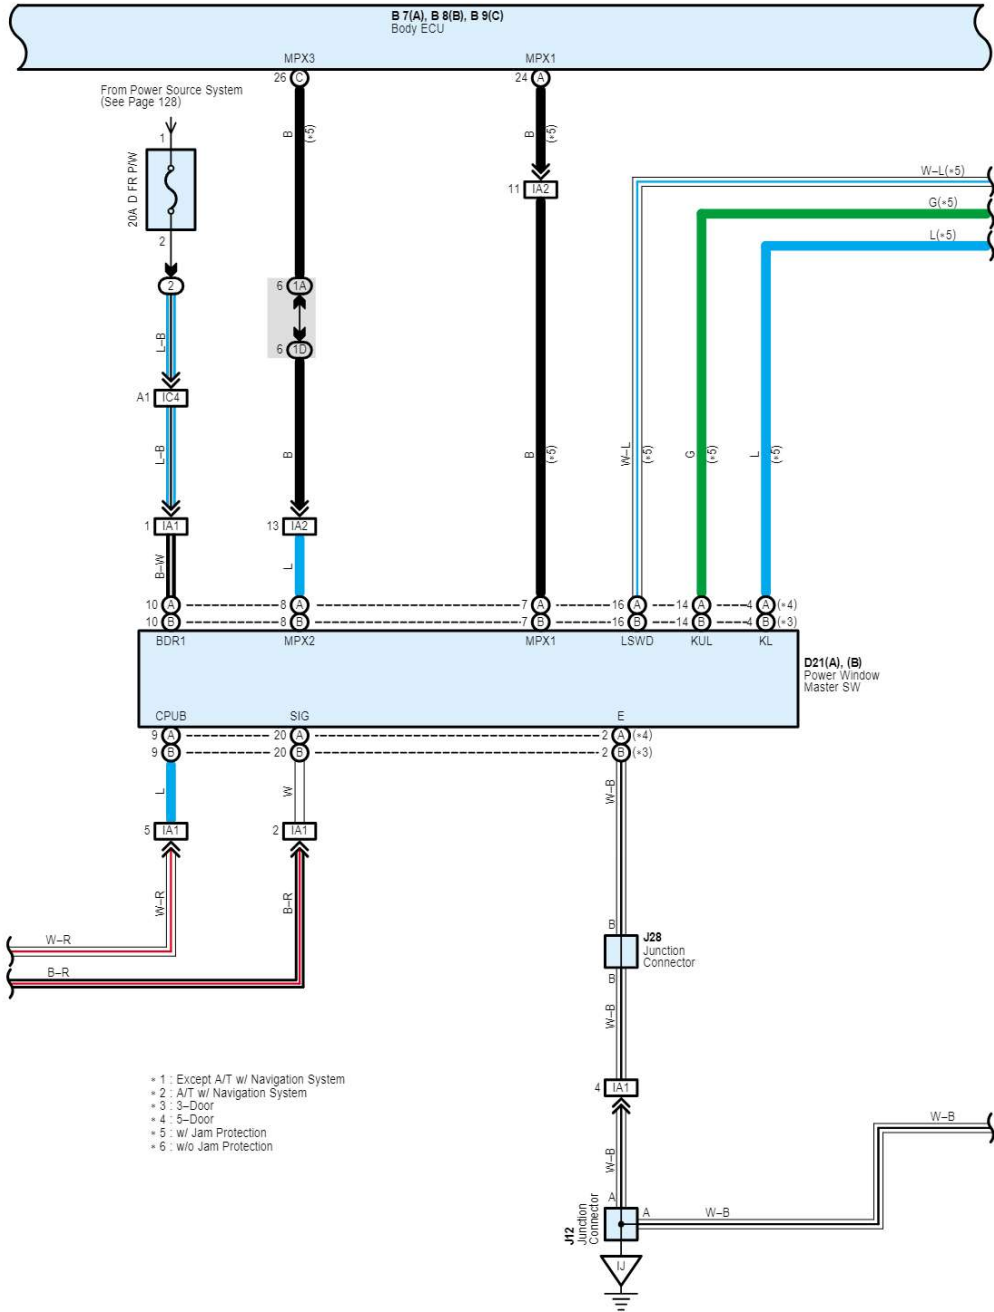 B 7(A), B 8(B), B 9(C)
Body ECU
MPX3
MPX1
26 C
24 A
From Power Source System
(See Page 128)
1
20A D FR P/W
2
2
B
(*5)
B
(*5)
11 IA2
W–L(*5)
G(*5)
L(*5)
6 1A
6 1D
L–B
A1 IC4
L–B
B
B
(*5)
W–L
(*5)
G
(*5)
L
(*5)
1 IA1
13 IA2
B–W
L
10 A 8 A 7 A 16 A 14 A 4 A (*4)
10 B 8 B 7 B 16 B 14 B 4 B (*3)
BDR1 MPX2 MPX1 LSWD KUL KL
D21(A), (B)
Power Window
Master SW
CPUB SIG E
9 A 20 A 2 A (*4)
9 B 20 B 2 B (*3)
L
W
W–B
5 IA1
2 IA1
W–R
B–R
W–R
B–R
B
J28
Junction
Connector
B
W–B
* 1 : Except A/T w/ Navigation System
* 2 : A/T w/ Navigation System
* 3 : 3–Door
* 4 : 5–Door
* 5 : w/ Jam Protection
* 6 : w/o Jam Protection
4 IA1
W–B
W–B
A
A
W–B
J12
Junction
Connector
IJ